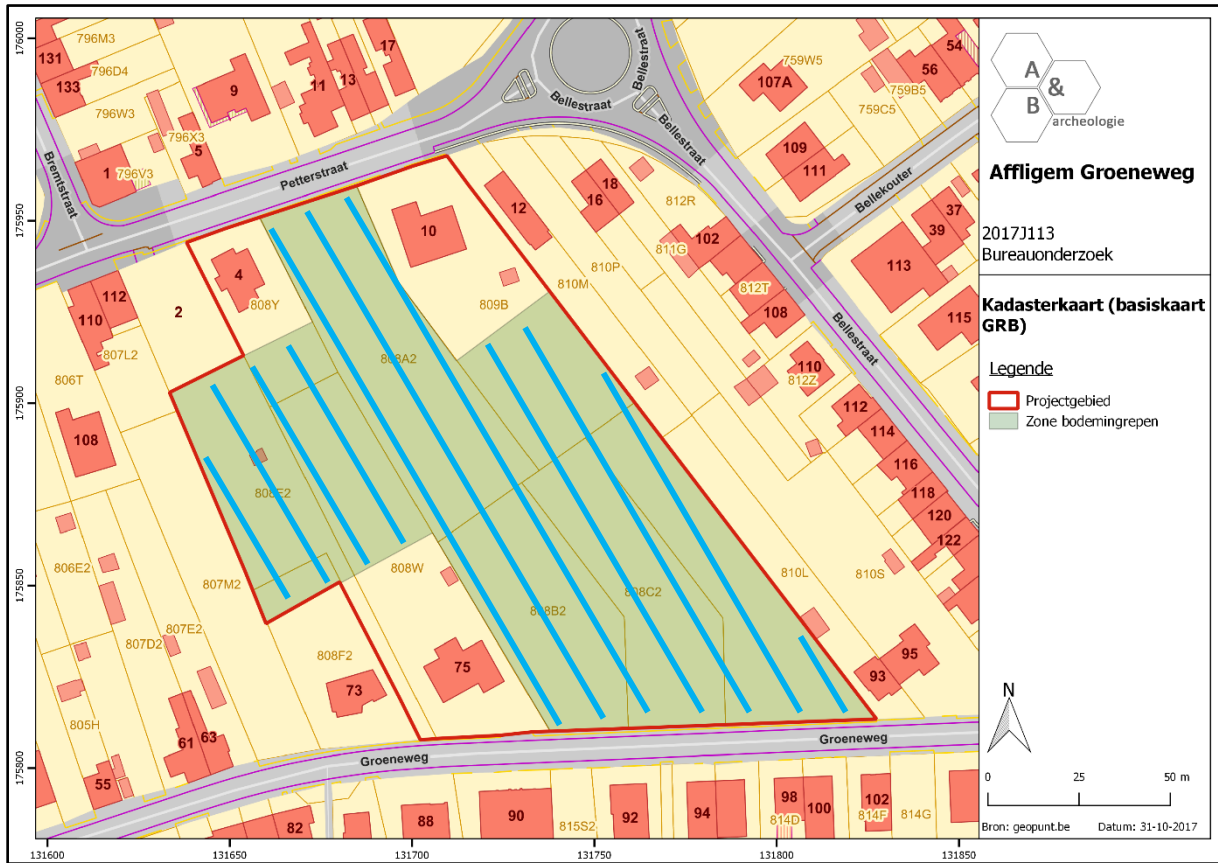 176000
175950
175900
175850
175800
131600
131650
131700
131750
131800
131850
131
133
796M3
796D4
796W3
796X3
796V3
9
5
1
11
13
17
Bremtstraat
Petterstraat
Bellestraat
Bellestraat
Bellestraat
Bellestraat
Bellekouter
759W5
107A
759B5
759C5
54
56
109
111
37
39
113
115
12
18
16
812R
811G
102
812T
108
810P
810M
110
812Z
112
114
116
118
120
122
10
4
808Y
2
809B
112
110
807L2
806T
108
808A2
808E2
808W
807M2
806E2
807E2
807D2
808F2
805H
61
63
55
73
75
808B2
808C2
810L
810S
93
95
Groeneweg
Groeneweg
82
88
90
815S2
92
94
98
100
814D
102
814F
814G
A
&
B
archeologie
Affligem Groeneweg
2017J113
Bureauonderzoek
Kadasterkaart (basiskaart
GRB)
Legende
Projectgebied
Zone bodemingrepen
N
0 25 50 m
Bron: geopunt.be Datum: 31-10-2017